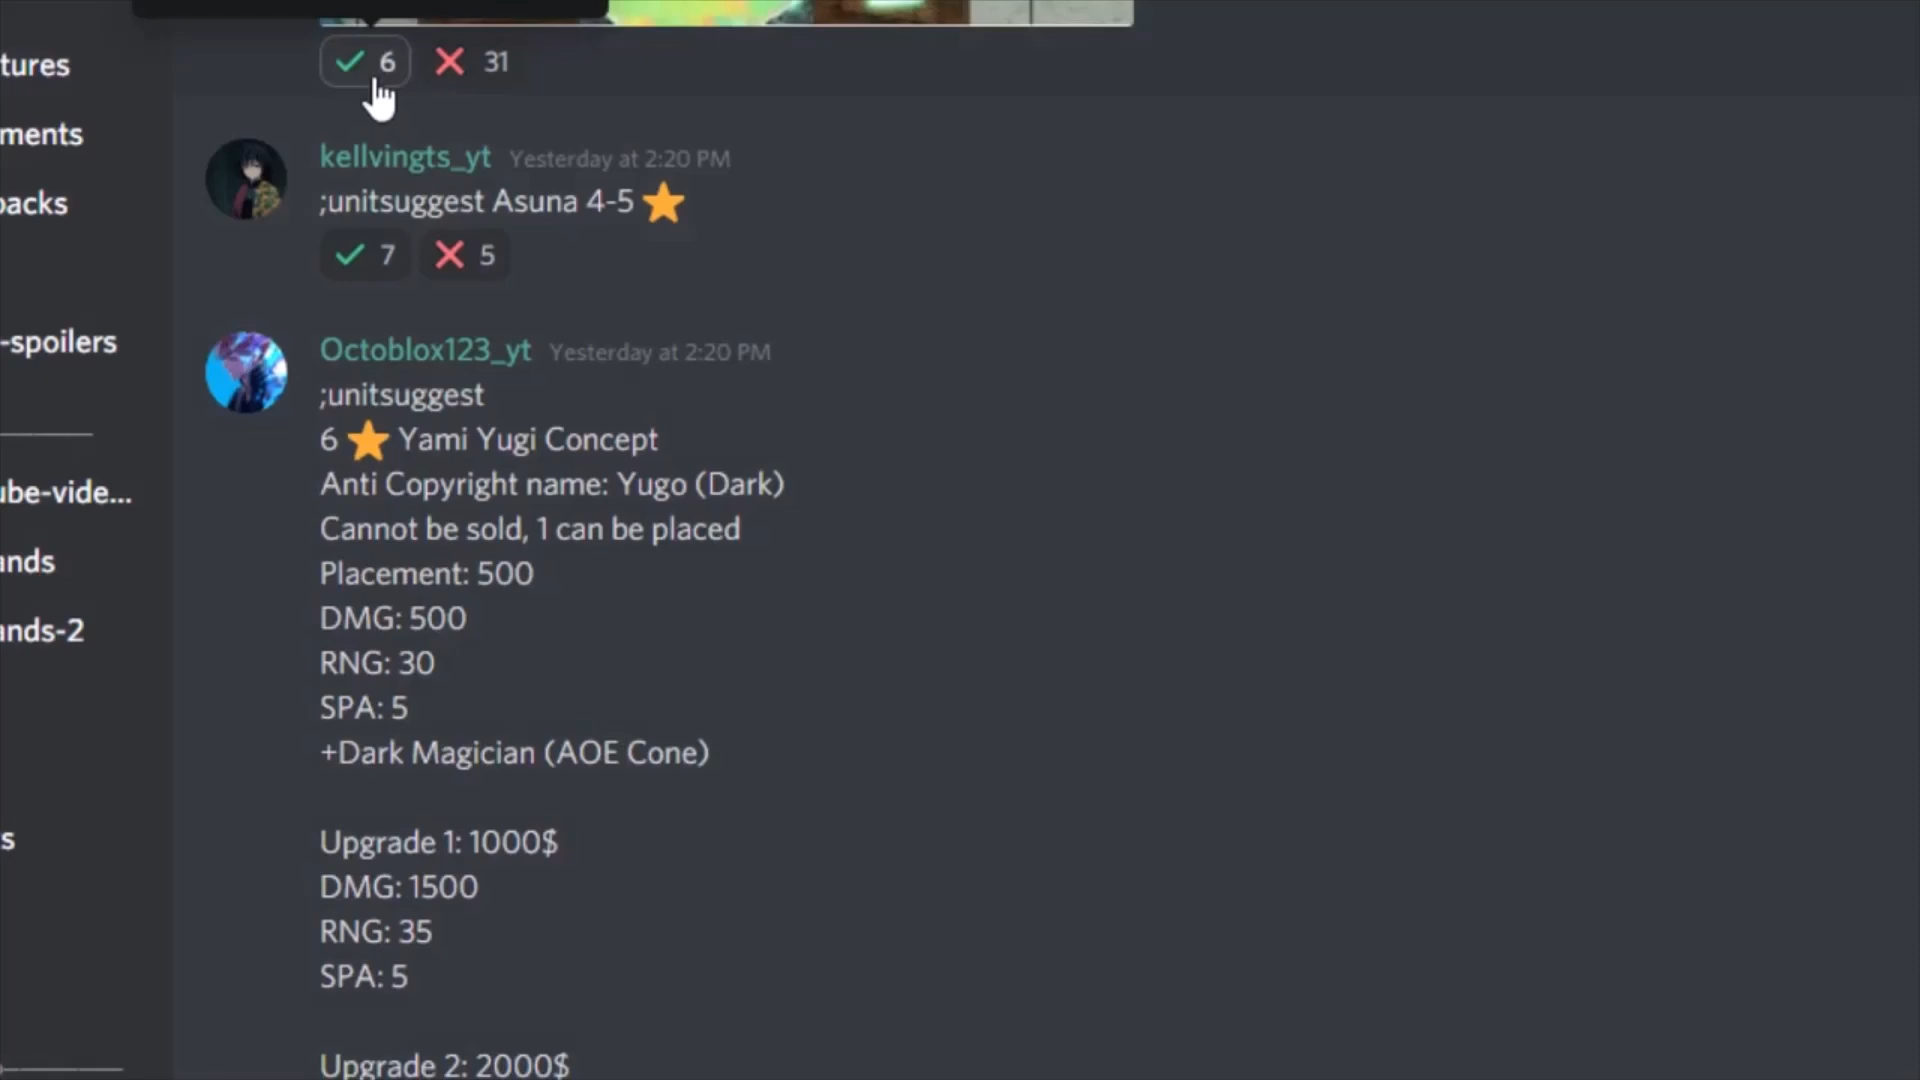 tures
ments
packs
-spoilers
ube-vide...
ands
ands-2
s
6 31
kellvingts_yt Yesterday at 2:20 PM
;unitsuggest Asuna 4-5 ⭐
7 5
Octoblox123_yt Yesterday at 2:20 PM
;unitsuggest
6 ⭐ Yami Yugi Concept
Anti Copyright name: Yugo (Dark)
Cannot be sold, 1 can be placed
Placement: 500
DMG: 500
RNG: 30
SPA: 5
+Dark Magician (AOE Cone)
Upgrade 1: 1000$
DMG: 1500
RNG: 35
SPA: 5
Upgrade 2: 2000$